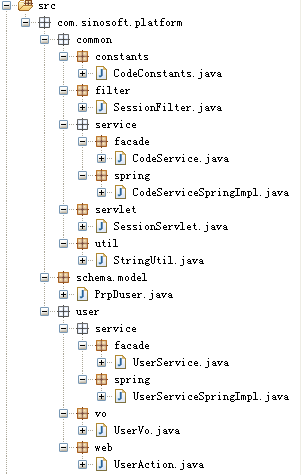 src
com.sinosoft.platform
common
constants
CodeConstants.java
filter
SessionFilter.java
service
facade
CodeService.java
spring
CodeServiceSpringImpl.java
servlet
SessionServlet.java
util
StringUtil.java
schema.model
PrpDuser.java
user
service
facade
UserService.java
spring
UserServiceSpringImpl.java
vo
UserVo.java
web
UserAction.java